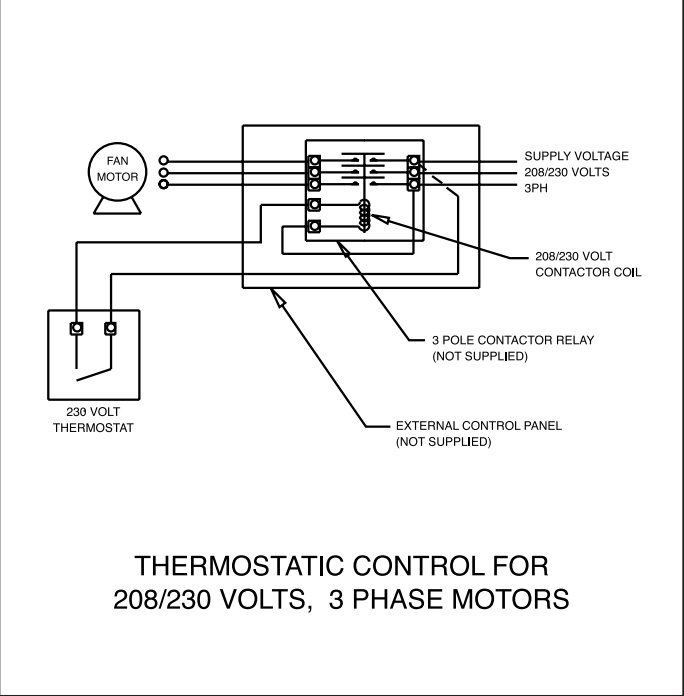 FAN
MOTOR
SUPPLY VOLTAGE
208/230 VOLTS
3PH
208/230 VOLT
CONTACTOR COIL
3 POLE CONTACTOR RELAY
(NOT SUPPLIED)
230 VOLT
THERMOSTAT
EXTERNAL CONTROL PANEL
(NOT SUPPLIED)
THERMOSTATIC CONTROL FOR
208/230 VOLTS, 3 PHASE MOTORS